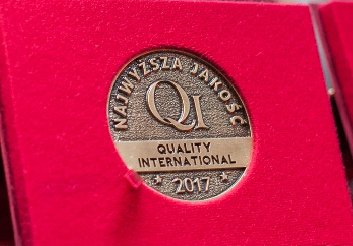 NAJWYŻSZA JAKOŚĆ
QI
QUALITY
INTERNATIONAL
2017